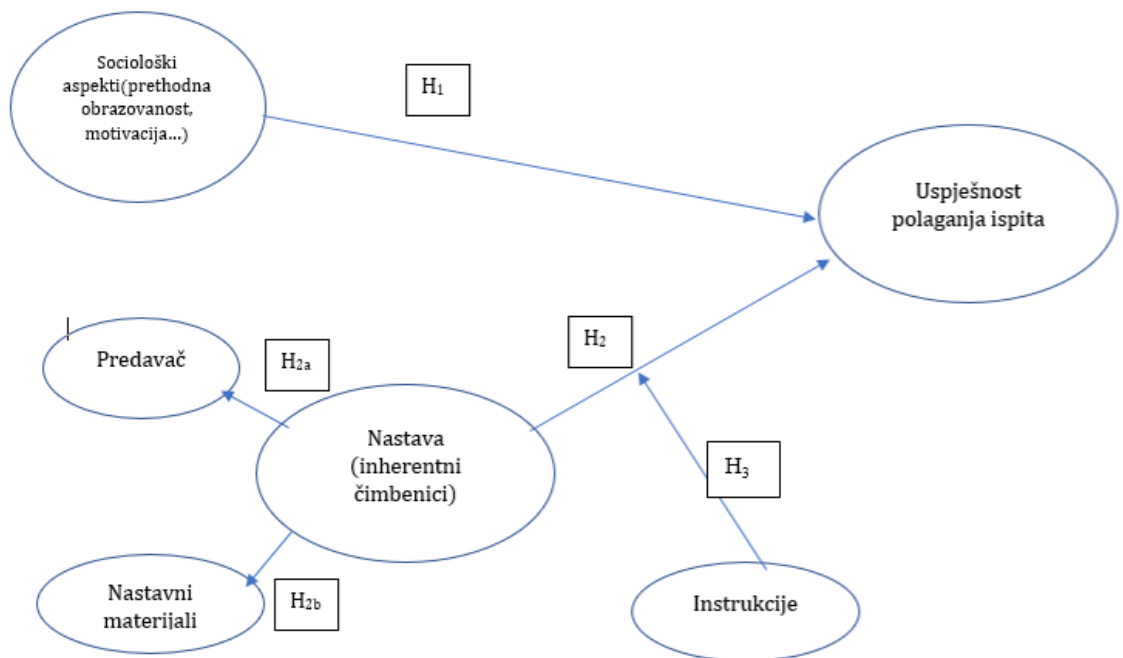 Sociološki
aspekti(prethodna
obrazovanost,
motivacija...)
H₁
Uspješnost
polaganja ispita
Predavač
H₂ₐ
H₂
Nastava
(inherentni
čimbenici)
H₃
Nastavni
materijali
H₂b
Instrukcije